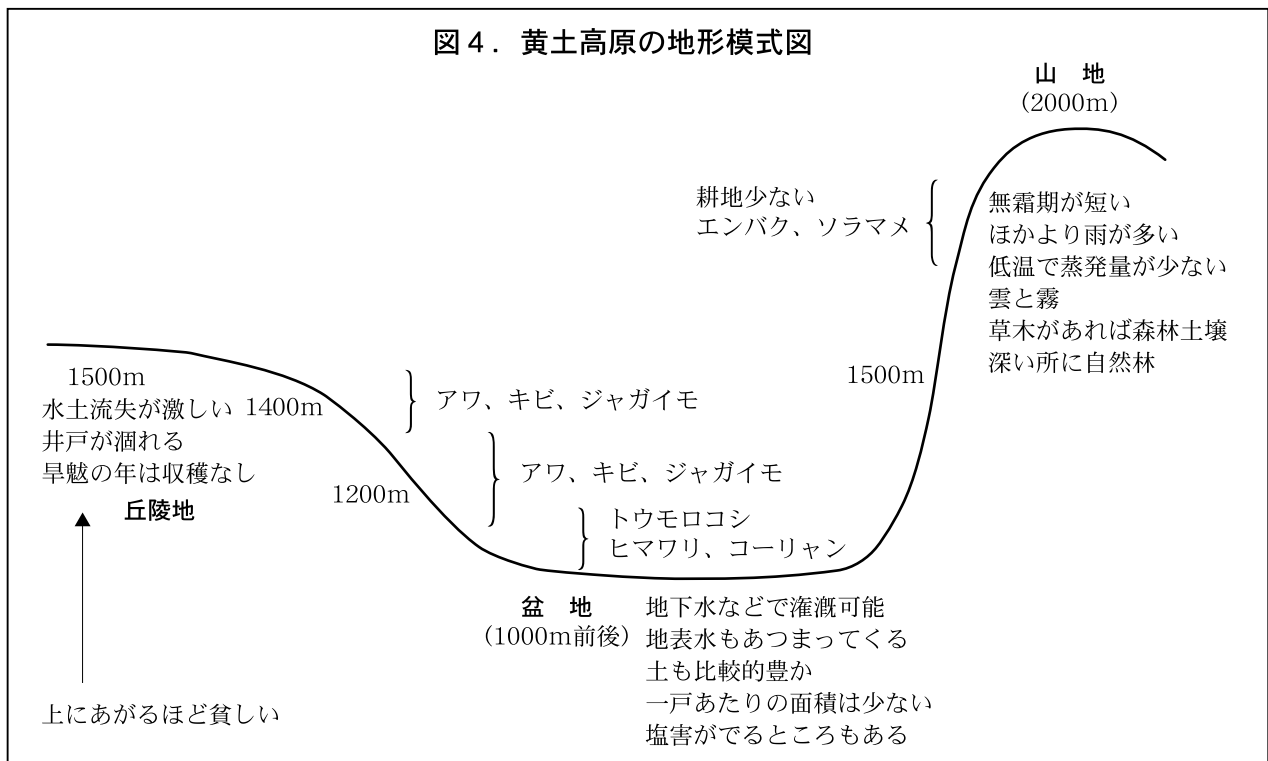 図4．黄土高原の地形模式図
山　地
（2000m）
耕地少ない
エンバク、ソラマメ
無霜期が短い
ほかより雨が多い
低温で蒸発量が少ない
雲と霧
草木があれば森林土壌
深い所に自然林
1500m
1500m
水土流失が激しい
井戸が涸れる
旱魃の年は収穫なし
丘陵地
1400m
アワ、キビ、ジャガイモ
1200m
アワ、キビ、ジャガイモ
トウモロコシ
ヒマワリ、コーリャン
盆　地
（1000m前後）
地下水などで潅漑可能
地表水もあつまってくる
土も比較的豊か
一戸あたりの面積は少ない
塩害がでるところもある
上にあがるほど貧しい